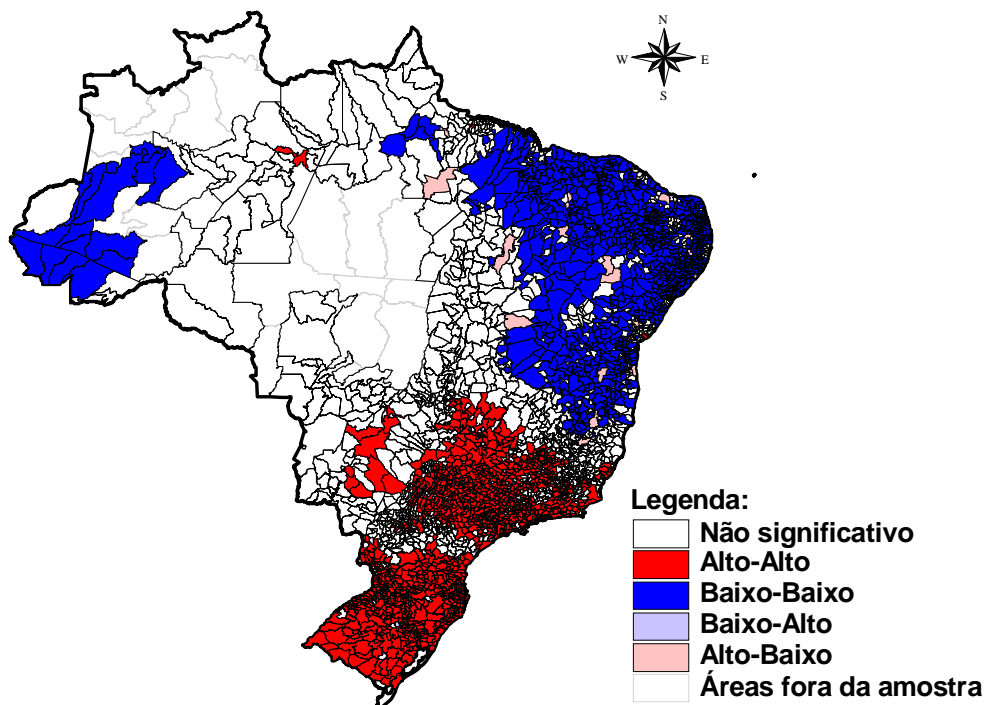 N
W E
S
Legenda:
Não significativo
Alto-Alto
Baixo-Baixo
Baixo-Alto
Alto-Baixo
Áreas fora da amostra